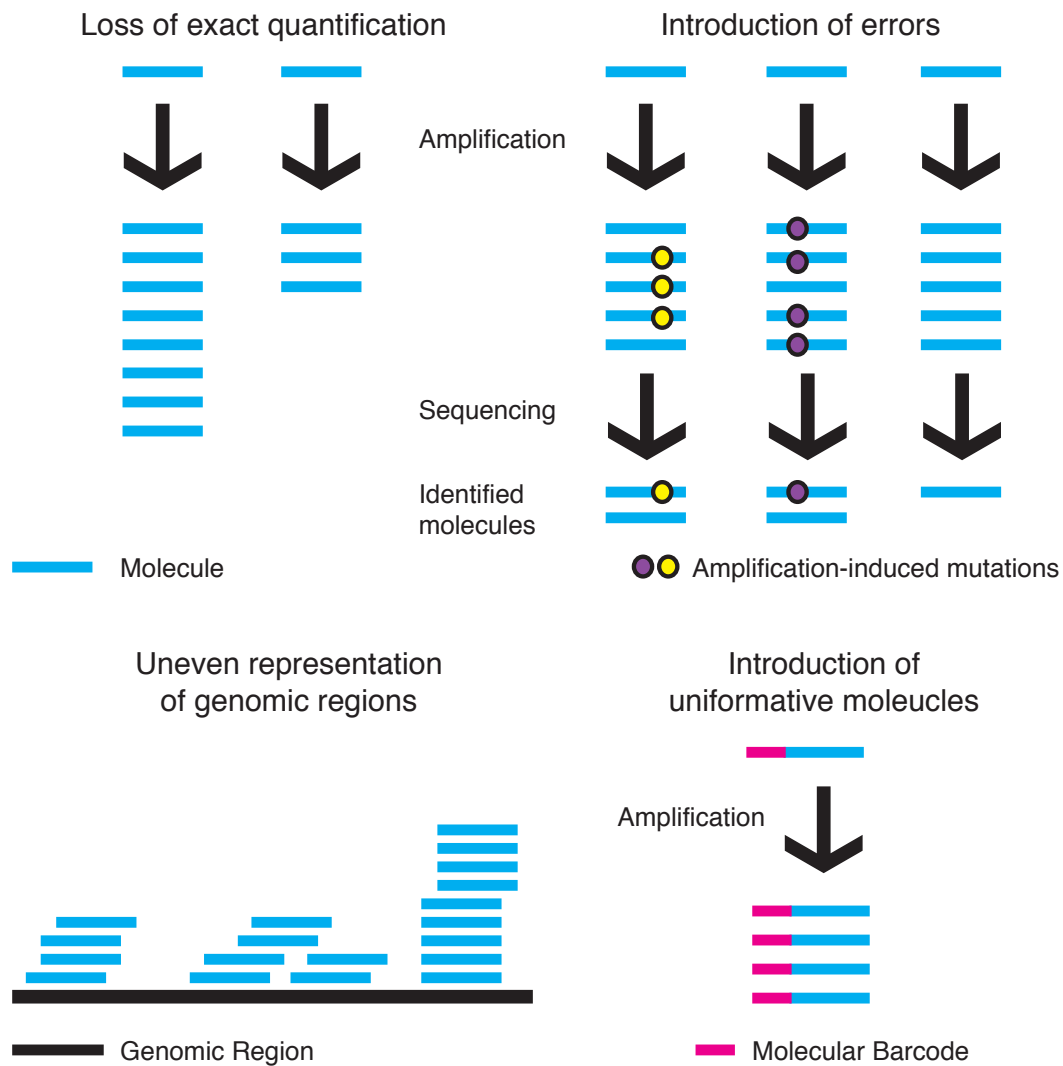 Loss of exact quantification
Introduction of errors
Amplification
Sequencing
Identified
molecules
Molecule
Amplification-induced mutations
Uneven representation
of genomic regions
Introduction of
uniformative moleucles
Amplification
Genomic Region
Molecular Barcode